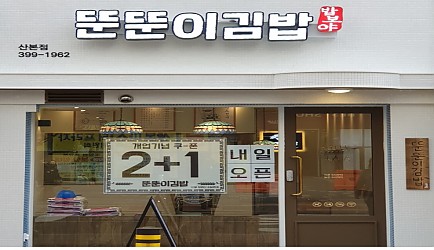 뚠뚠이김밥
밥보야
산본점
399-1962
개업기념 쿠-폰
2+1
뚠뚠이김밥
내일
오픈